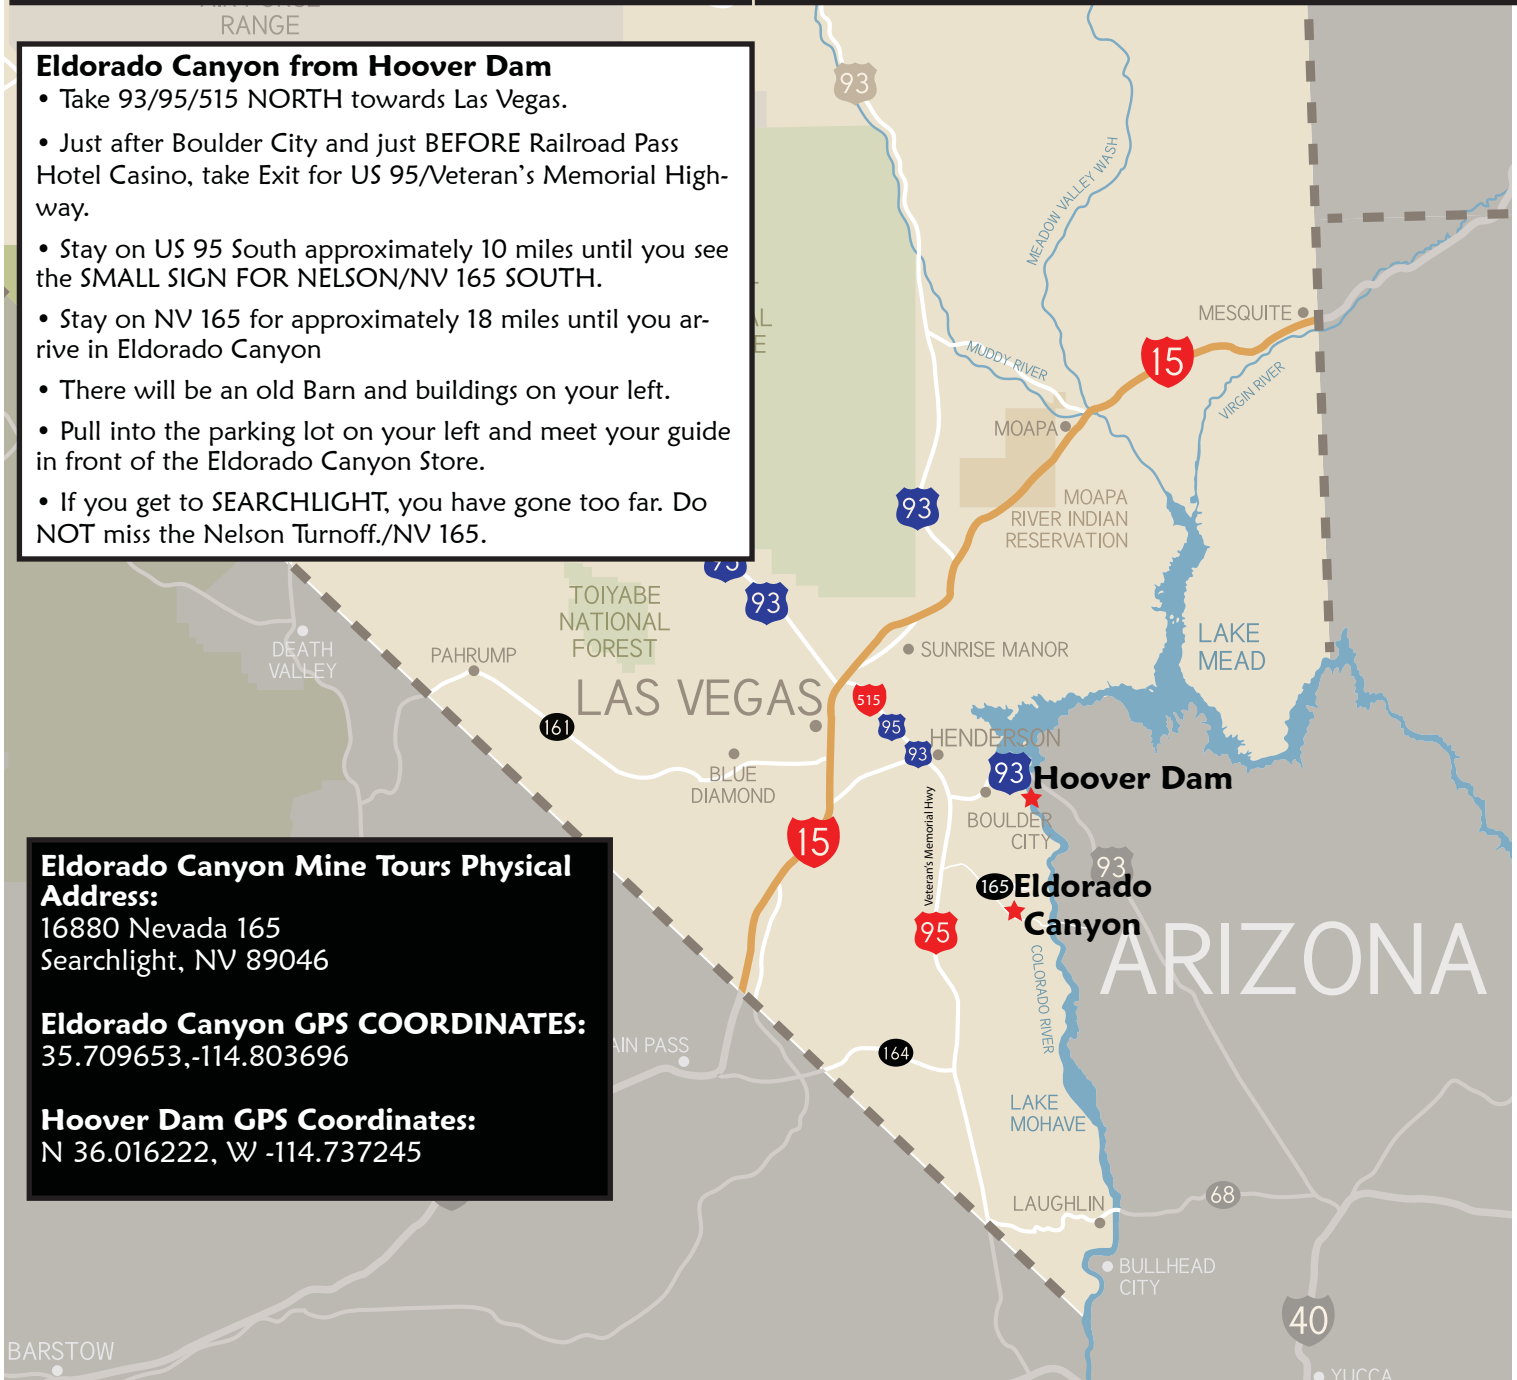 RANGE
Eldorado Canyon from Hoover Dam
• Take 93/95/515 NORTH towards Las Vegas.
• Just after Boulder City and just BEFORE Railroad Pass
Hotel Casino, take Exit for US 95/Veteran's Memorial High-
way.
• Stay on US 95 South approximately 10 miles until you see
the SMALL SIGN FOR NELSON/NV 165 SOUTH.
• Stay on NV 165 for approximately 18 miles until you ar-
rive in Eldorado Canyon
• There will be an old Barn and buildings on your left.
• Pull into the parking lot on your left and meet your guide
in front of the Eldorado Canyon Store.
• If you get to SEARCHLIGHT, you have gone too far. Do
NOT miss the Nelson Turnoff./NV 165.
93
MEADOW VALLEY WASH
MESQUITE
15
MUDDY RIVER
VIRGIN RIVER
MOAPA
93
MOAPA
RIVER INDIAN
RESERVATION
93
TOIYABE
NATIONAL
FOREST
DEATH
VALLEY
PAHRUMP
SUNRISE MANOR
LAKE
MEAD
LAS VEGAS
515
161
95
93
HENDERSON
BLUE
DIAMOND
93
Hoover Dam
BOULDER
CITY
15
Veteran's Memorial Hwy
93
165
Eldorado
Canyon
95
ARIZONA
COLORADO RIVER
Eldorado Canyon Mine Tours Physical
Address:
16880 Nevada 165
Searchlight, NV 89046
Eldorado Canyon GPS COORDINATES:
35.709653,-114.803696
Hoover Dam GPS Coordinates:
N 36.016222, W -114.737245
AIN PASS
164
LAKE
MOHAVE
LAUGHLIN
68
BULLHEAD
CITY
40
BARSTOW
YUCCA